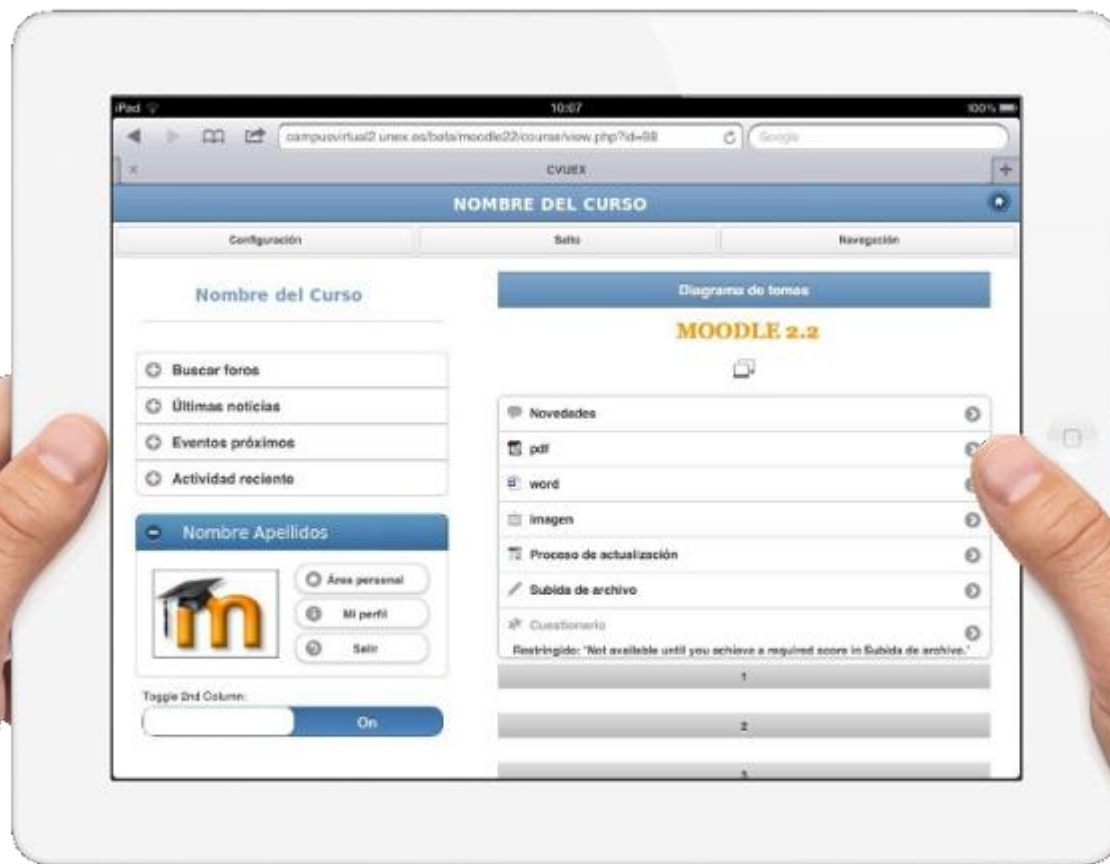 iPad
10:07
100%
campusvirtual2.unex.es/beta/moodle22/course/view.php?id=98
Google
CVUEX
NOMBRE DEL CURSO
Configuración
Salto
Navegación
Nombre del Curso
Buscar foros
Últimas noticias
Eventos próximos
Actividad reciente
Nombre Apellidos
m
Área personal
Mi perfil
Salir
Toggle 2nd Column:
On
Diagrama de temas
MOODLE 2.2
Novedades
pdf
word
imagen
Proceso de actualización
Subida de archivo
Cuestionario
Restringido: 'Not available until you achieve a required score in Subida de archivo.'
1
2
3